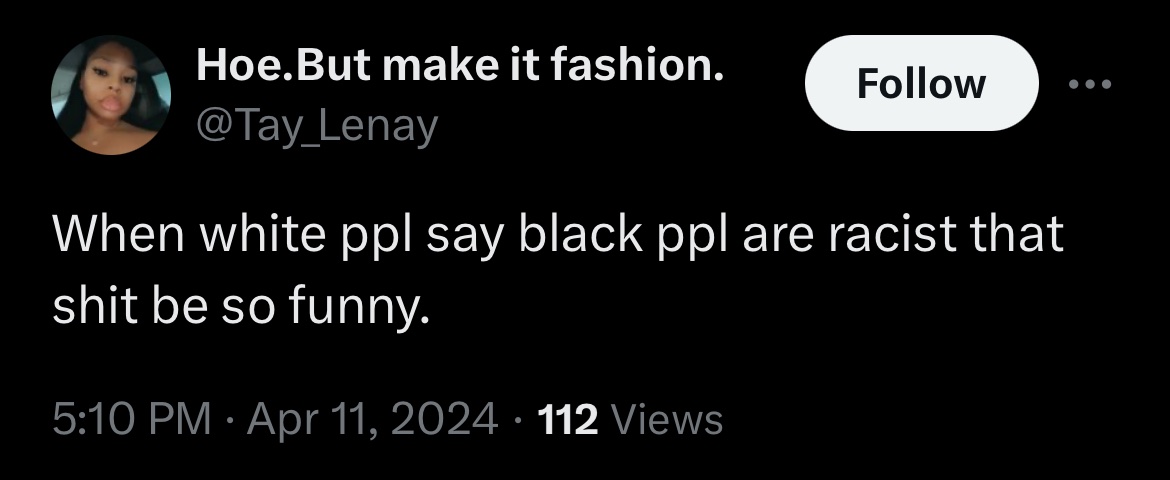 Hoe.But make it fashion.
Follow
@Tay_Lenay
When white ppl say black ppl are racist that
shit be so funny.
5:10 PM · Apr 11, 2024 · 112 Views